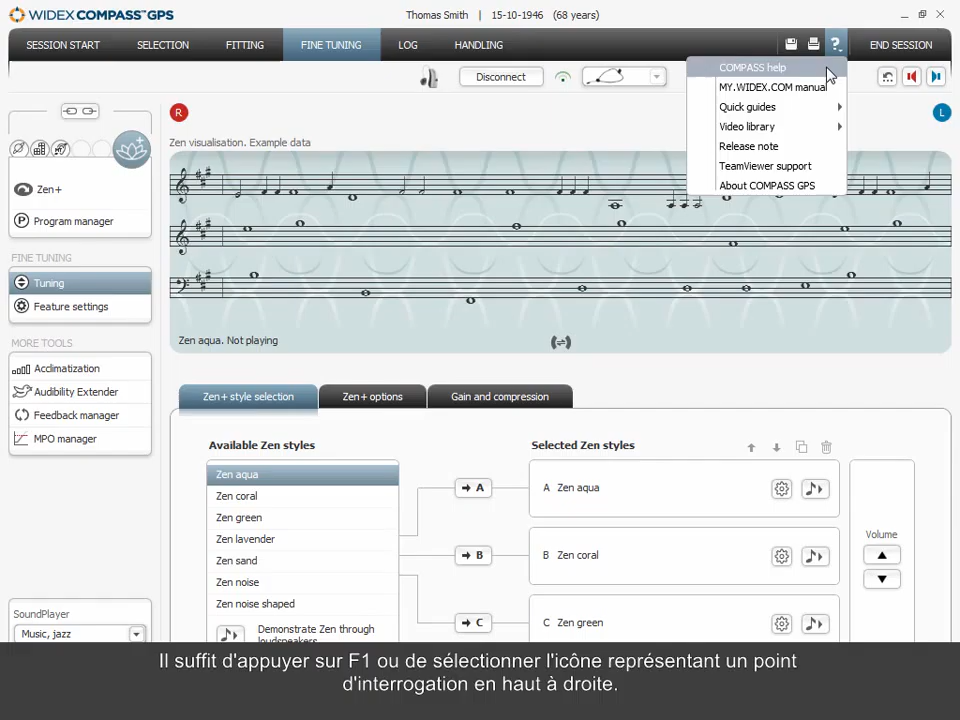 WIDEX COMPASS™ GPS
Thomas Smith | 15-10-1946 (68 years)
SESSION START SELECTION FITTING FINE TUNING LOG HANDLING ? END SESSION
COMPASS help
MY.WIDEX.COM manual
Quick guides
Video library
Release note
TeamViewer support
About COMPASS GPS
Disconnect
R
L
Zen visualisation. Example data
Zen+
P Program manager
FINE TUNING
Tuning
Feature settings
MORE TOOLS
Acclimatization
Audibility Extender
Feedback manager
MPO manager
Zen aqua. Not playing
Zen+ style selection Zen+ options Gain and compression
Available Zen styles
Zen aqua
Zen coral
Zen green
Zen lavender
Zen sand
Zen noise
Zen noise shaped
Demonstrate Zen through
loudspeakers
A
B
C
Selected Zen styles
A Zen aqua
B Zen coral
C Zen green
Volume
SoundPlayer
Music, jazz
Il suffit d'appuyer sur F1 ou de sélectionner l'icône représentant un point
d'interrogation en haut à droite.